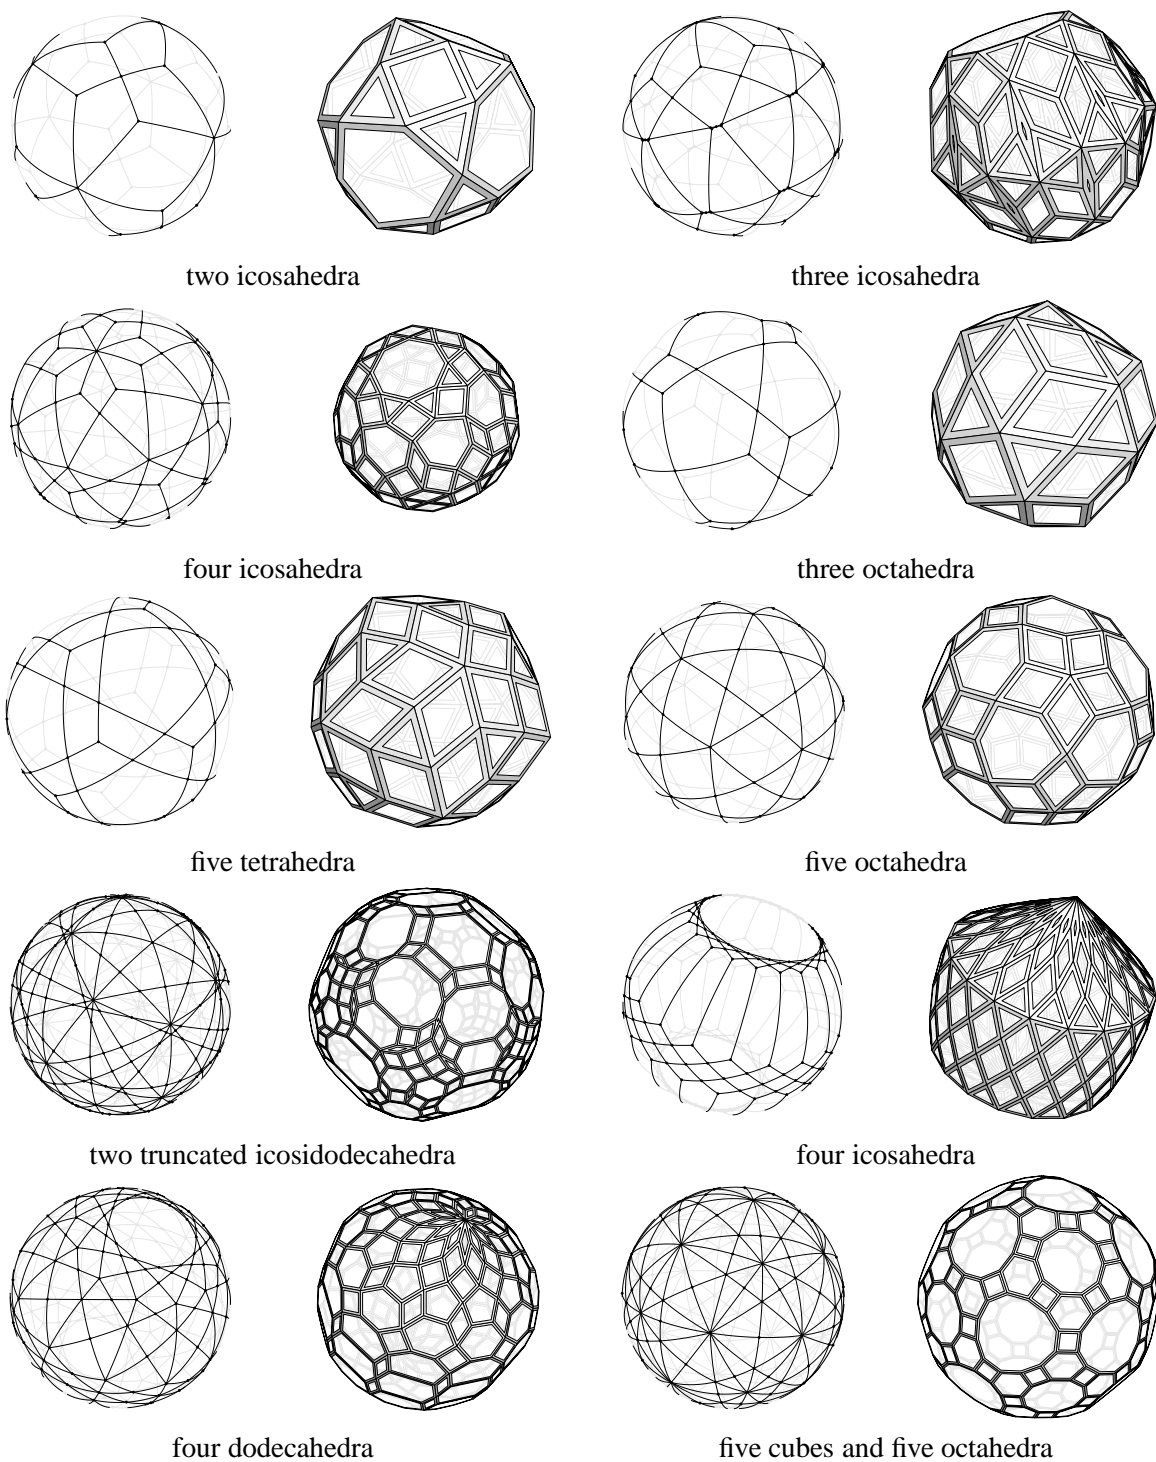 two icosahedra
three icosahedra
four icosahedra
three octahedra
five tetrahedra
five octahedra
two truncated icosidodecahedra
four icosahedra
four dodecahedra
five cubes and five octahedra